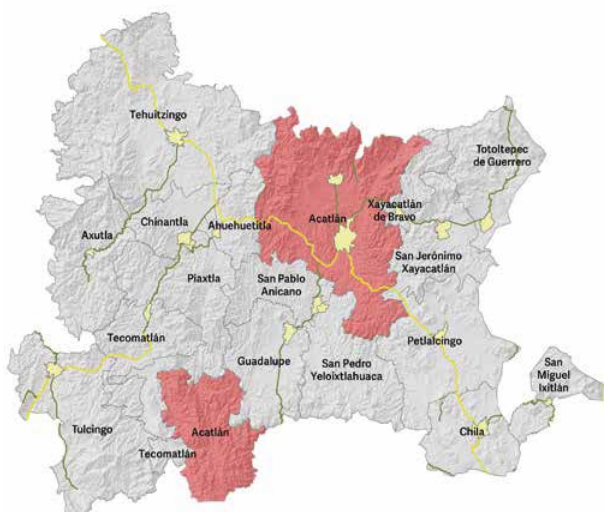 Tehuitzingo
Totoltepec
de Guerrero
Axutla
Chinantla
Ahuehuetitla
Acatlán
Xayacatlán
de Bravo
San Jerónimo
Xayacatlán
Piaxtla
San Pablo
Anicano
Tecomatlán
Guadalupe
San Pedro
Yeloixtlahuaca
Petlalcingo
San
Miguel
Ixitlán
Tulcingo
Acatlán
Tecomatlán
Chila